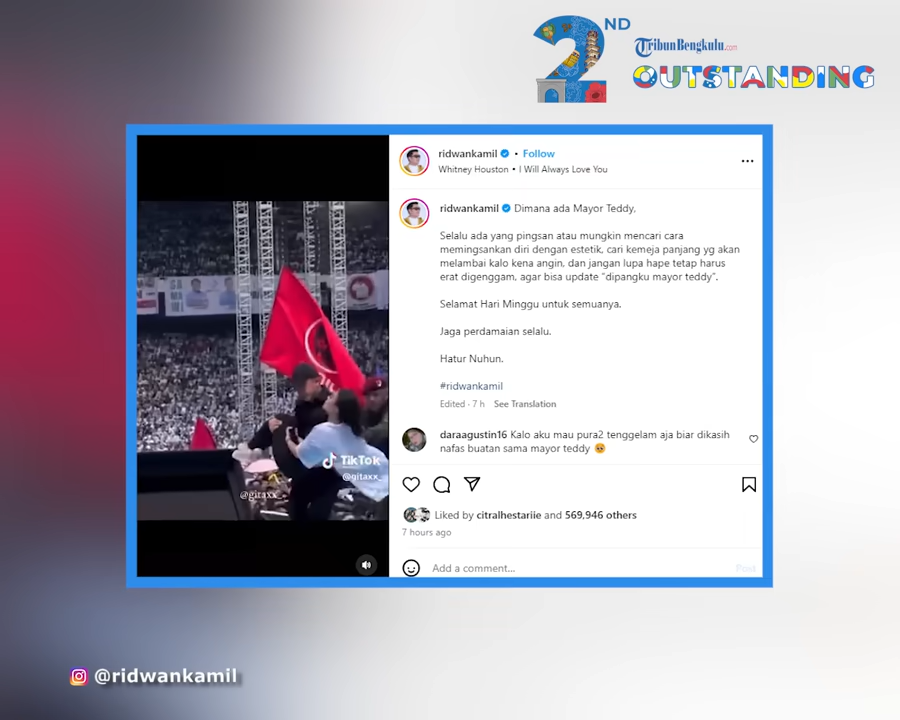 2ND
TribunBengkulu.com
OUTSTANDING
ridwankamil • Follow
Whitney Houston • I Will Always Love You
ridwankamil Dimana ada Mayor Teddy,
Selalu ada yang pingsan atau mungkin mencari cara
memingsankan diri dengan estetik, cari kemeja panjang yg akan
melambai kalo kena angin, dan jangan lupa hape tetap harus
erat digenggam, agar bisa update “dipangku mayor teddy”.
Selamat Hari Minggu untuk semuanya.
Jaga perdamaian selalu.
Hatur Nuhun.
#ridwankamil
Edited • 7 h See Translation
daraagustin16 Kalo aku mau pura2 tenggelam aja biar dikasih
nafas buatan sama mayor teddy 😡
TikTok
@gitaxx_
@gitaxx_
Liked by citralhestariie and 569,946 others
7 hours ago
Add a comment...
Post
@ridwankamil